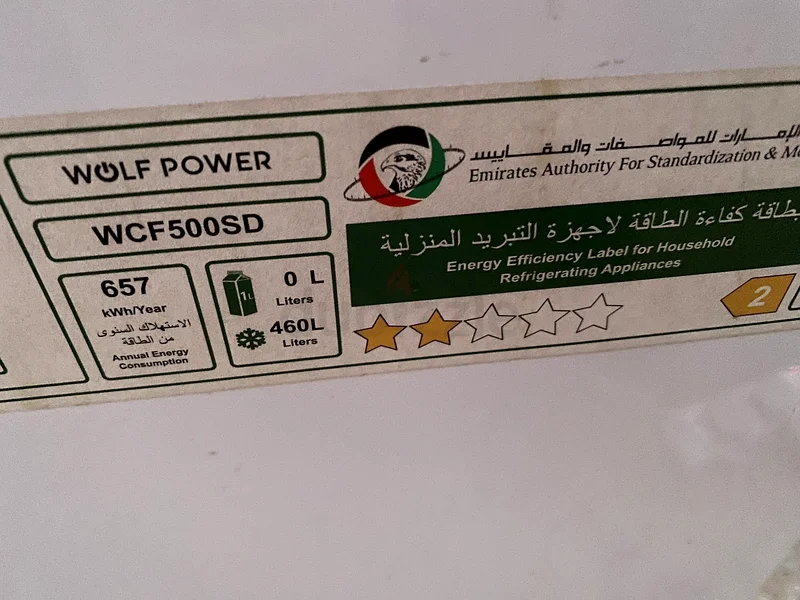 WOLF POWER
WCF500SD
657
kWh/Year
الاستهلاك السنوى
من الطاقة
Annual Energy
Consumption
1L
0 L
Liters
460L
Liters
الإمارات للمواصفات والمقاييس
Emirates Authority For Standardization &
بطاقة كفاءة الطاقة لاجهزة التبريد المنزلية
Energy Efficiency Label for Household
Refrigerating Appliances
2